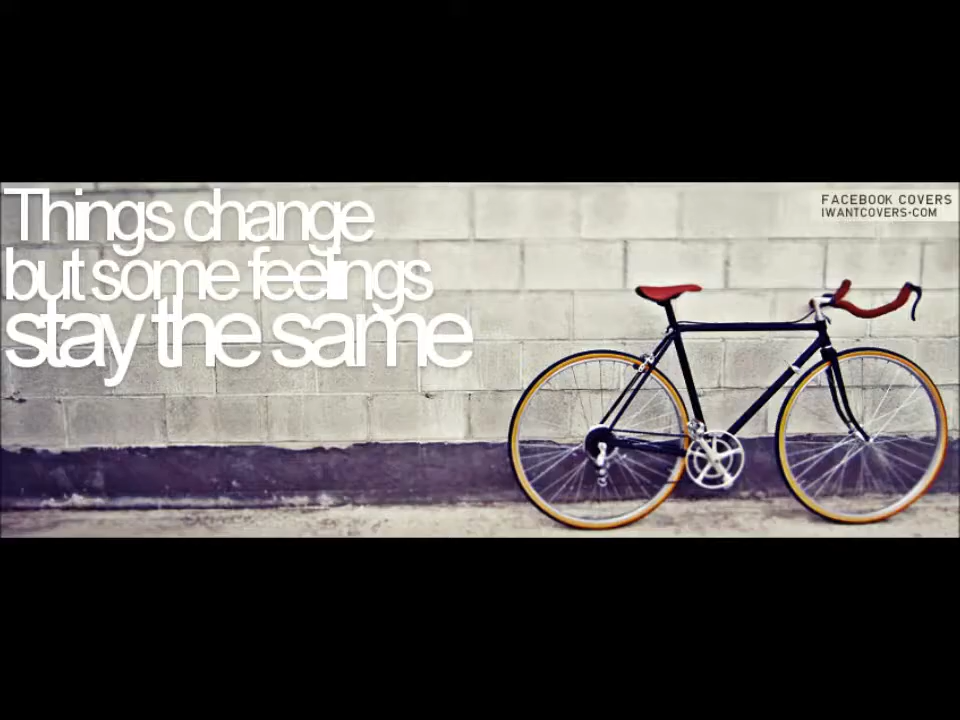 Things change
but some feelings
stay the same
FACEBOOK COVERS
IWANTCOVERS.COM